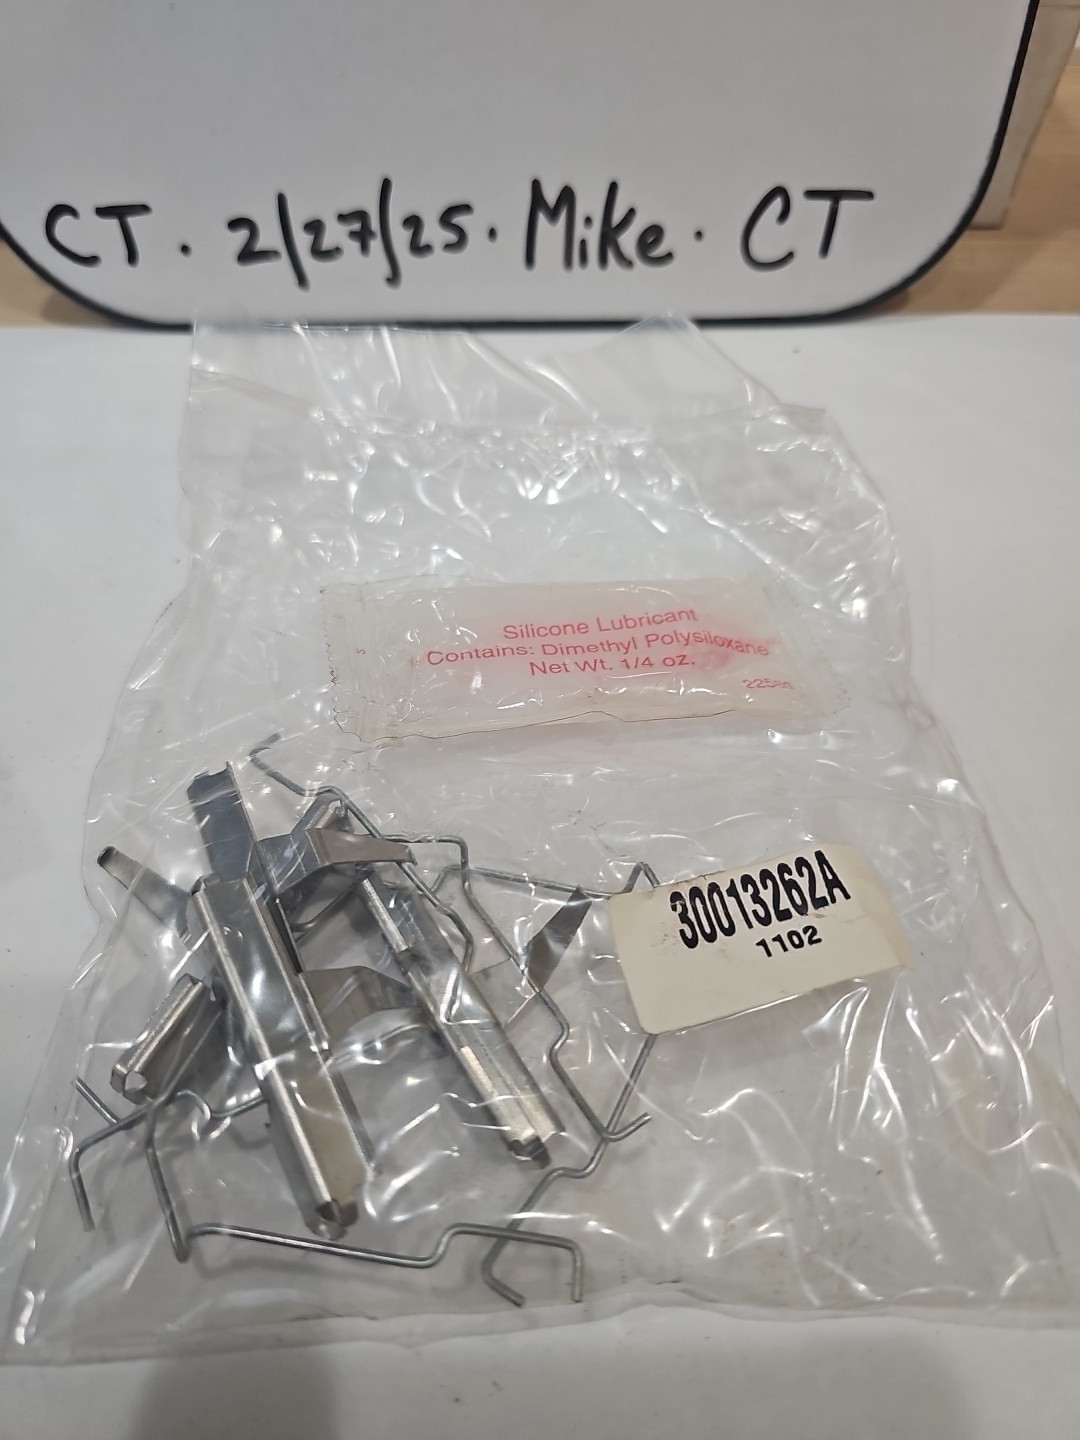 CT . 2/27/25 . Mike . CT
Silicone Lubricant
Contains: Dimethyl Polysiloxane
Net Wt. 1/4 oz.
30013262A
1102